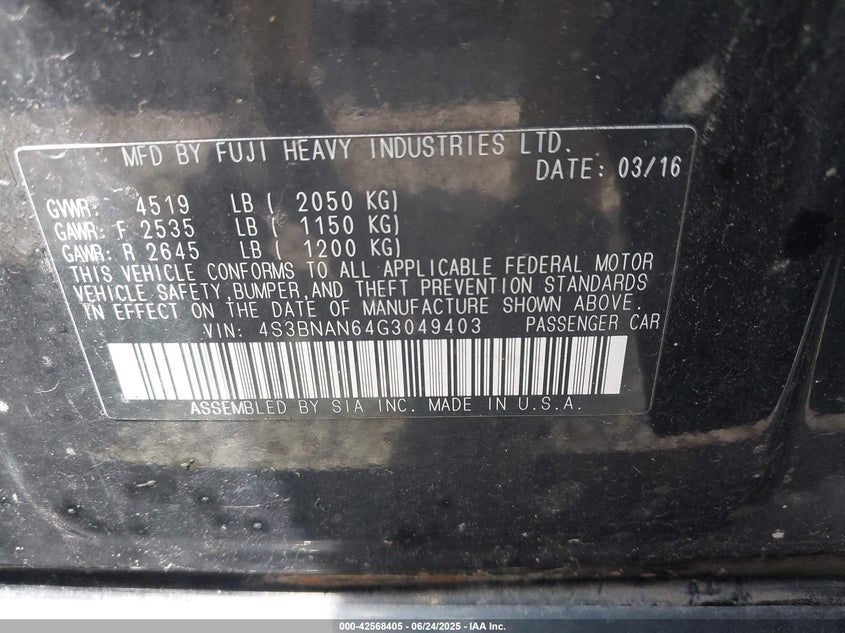 MFD BY FUJI HEAVY INDUSTRIES LTD.
DATE: 03/16
GVWR: 4519 LB ( 2050 KG)
GAWR: F 2535 LB ( 1150 KG)
GAWR: R 2645 LB ( 1200 KG)
THIS VEHICLE CONFORMS TO ALL APPLICABLE FEDERAL MOTOR
VEHICLE SAFETY, BUMPER, AND THEFT PREVENTION STANDARDS
IN EFFECT ON THE DATE OF MANUFACTURE SHOWN ABOVE.
VIN: 4S3BNAN64G3049403 PASSENGER CAR
ASSEMBLED BY SIA INC. MADE IN U.S.A.
000-42568405 - 06/24/2025 - IAA Inc.